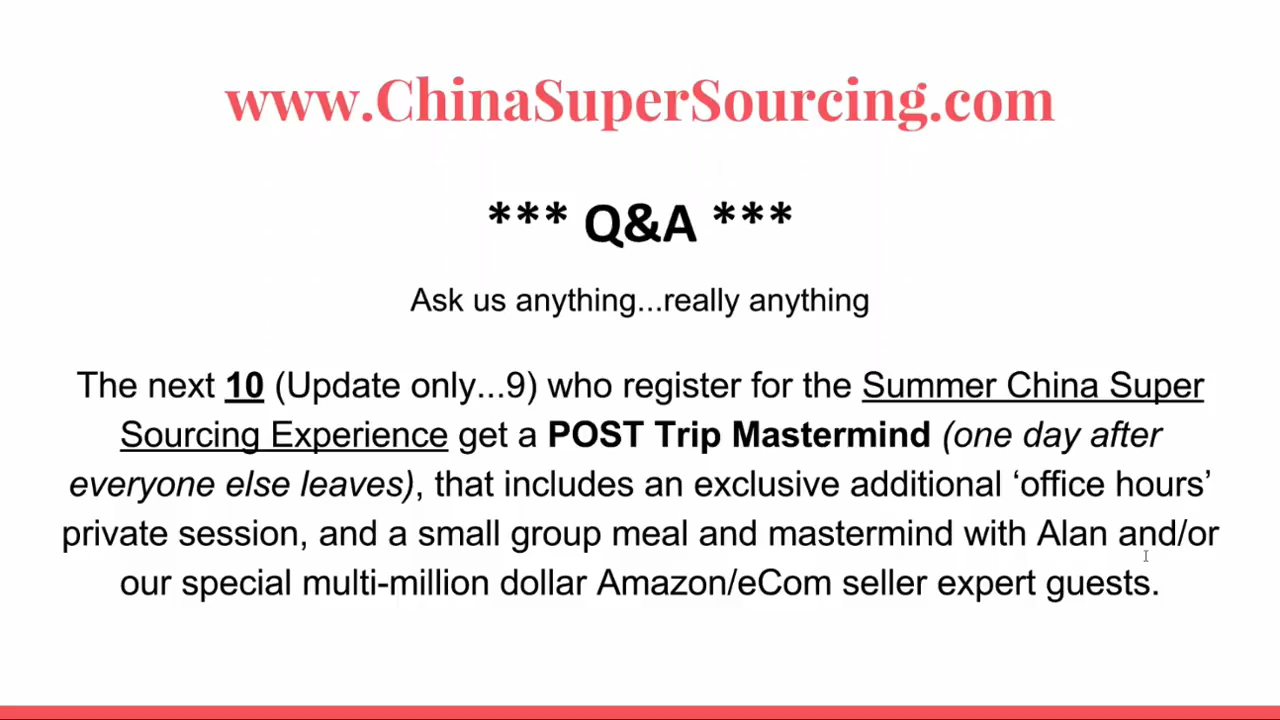 www.ChinaSuperSourcing.com
*** Q&A ***
Ask us anything...really anything
The next 10 (Update only...9) who register for the Summer China Super
Sourcing Experience get a POST Trip Mastermind (one day after
everyone else leaves), that includes an exclusive additional ‘office hours’
private session, and a small group meal and mastermind with Alan and/or
our special multi-million dollar Amazon/eCom seller expert guests.